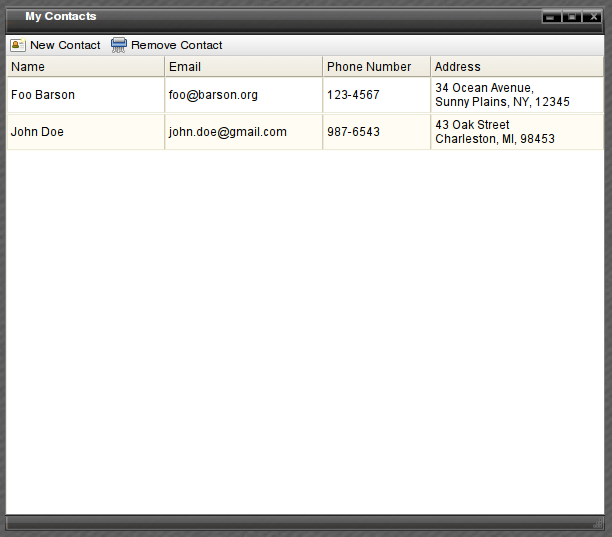 My Contacts
New Contact Remove Contact
Name Email Phone Number Address
Foo Barson foo@barson.org 123-4567 34 Ocean Avenue,
Sunny Plains, NY, 12345
John Doe john.doe@gmail.com 987-6543 43 Oak Street
Charleston, MI, 98453